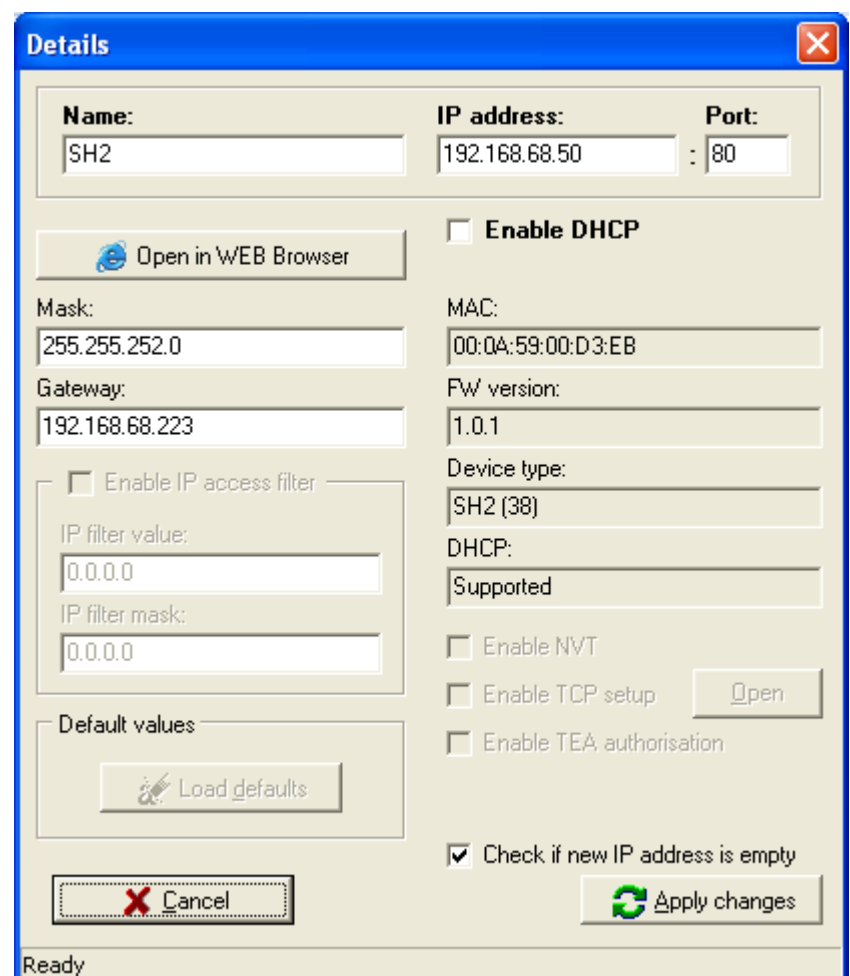 Details
Name:
IP address:
Port:
SH2
192.168.68.50
:
80
Open in WEB Browser
Enable DHCP
Mask:
255.255.252.0
MAC:
00:0A:59:00:D3:EB
Gateway:
192.168.68.223
FW version:
1.0.1
Enable IP access filter
IP filter value:
0.0.0.0
IP filter mask:
0.0.0.0
Device type:
SH2 (38)
DHCP:
Supported
Enable NVT
Enable TCP setup
Open
Enable TEA authorisation
Default values
Load defaults
Check if new IP address is empty
Cancel
Apply changes
Ready